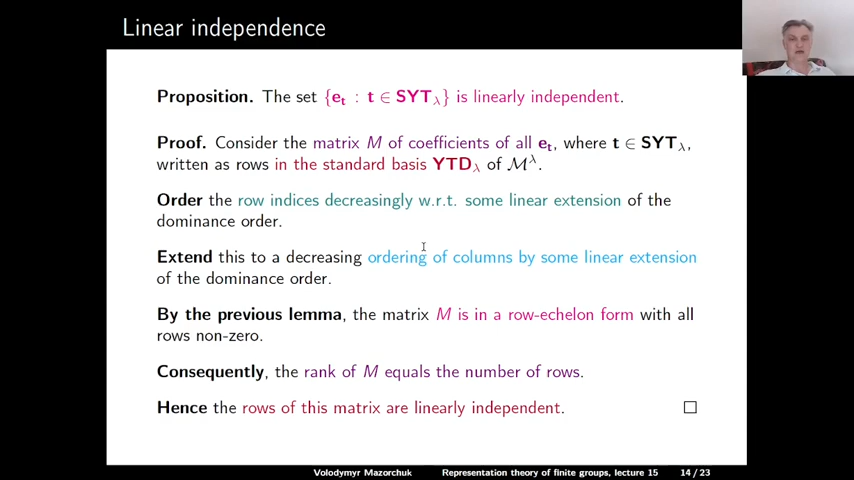 Linear independence
Proposition. The set {e_t : t ∈ SYT_λ} is linearly independent.
Proof. Consider the matrix M of coefficients of all e_t, where t ∈ SYT_λ,
written as rows in the standard basis YTD_λ of ℳ^λ.
Order the row indices decreasingly w.r.t. some linear extension of the
dominance order.
Extend this to a decreasing ordering of columns by some linear extension
of the dominance order.
By the previous lemma, the matrix M is in a row-echelon form with all
rows non-zero.
Consequently, the rank of M equals the number of rows.
Hence the rows of this matrix are linearly independent. □
Volodymyr Mazorchuk Representation theory of finite groups, lecture 15 14/23